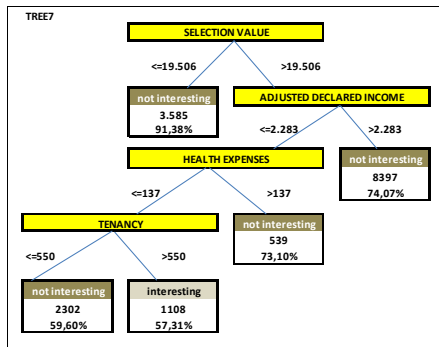 TREE7
SELECTION VALUE
<=19.506 >19.506
not interesting
3.585
91,38%
ADJUSTED DECLARED INCOME
<=2.283 >2.283
HEALTH EXPENSES
not interesting
8397
74,07%
<=137 >137
TENANCY
not interesting
539
73,10%
<=550 >550
not interesting interesting
2302 1108
59,60% 57,31%